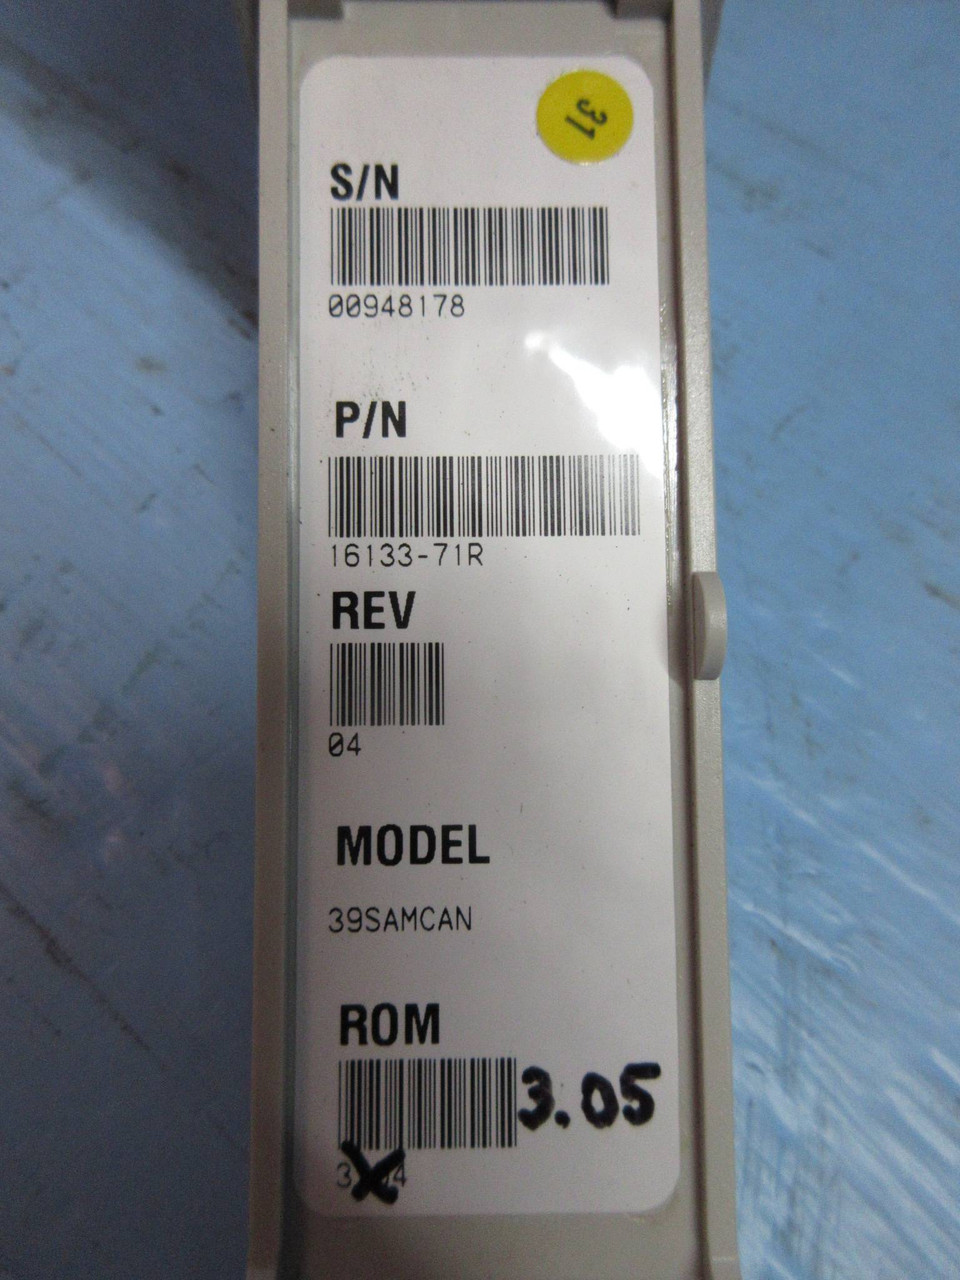 31
S/N
00948178
P/N
16133-71R
REV
04
MODEL
39SAMCAN
ROM
3.05